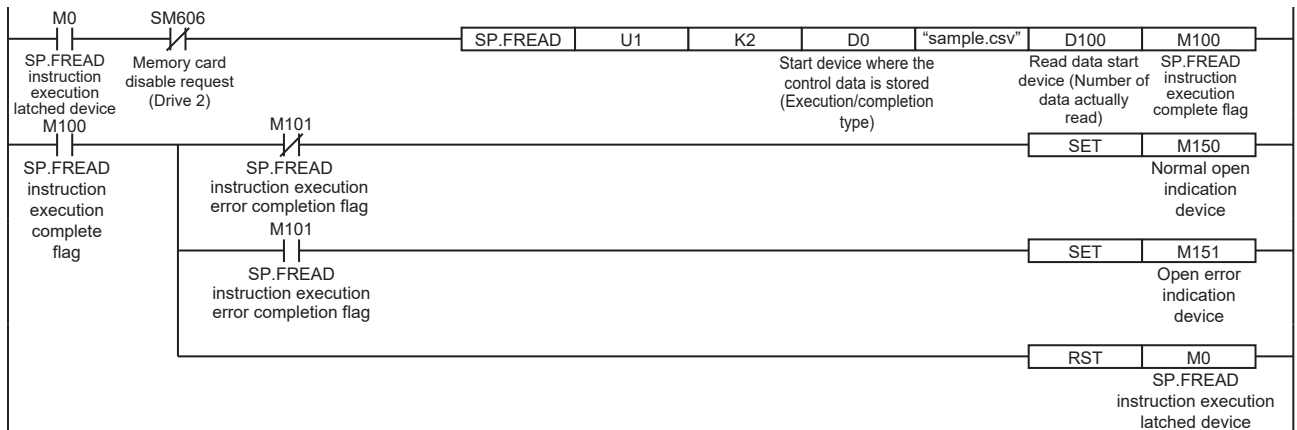 M0
SM606
SP.FREAD U1 K2 D0 “sample.csv” D100 M100
SP.FREAD
instruction
execution
latched device
Memory card
disable request
(Drive 2)
Start device where the
control data is stored
(Execution/completion
type)
Read data start
device (Number of
data actually
read)
SP.FREAD
instruction
execution
complete flag
M100
M101
SET M150
SP.FREAD
instruction
execution
complete
flag
SP.FREAD
instruction execution
error completion flag
Normal open
indication
device
M101
SET M151
SP.FREAD
instruction execution
error completion flag
Open error
indication
device
RST M0
SP.FREAD
instruction execution
latched device